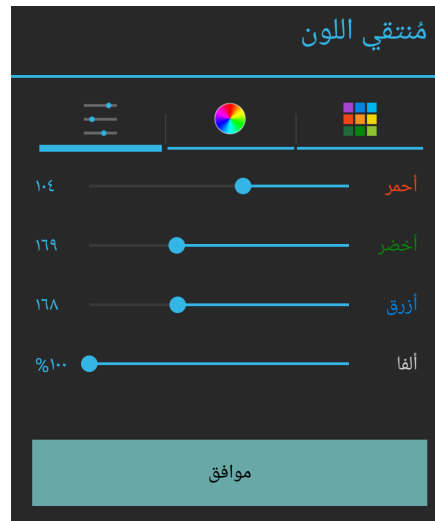 مُنتقي اللون
أحمر ١٠٤
أخضر ١٦٩
أزرق ١٦٨
ألفا ١٠٠%
موافق